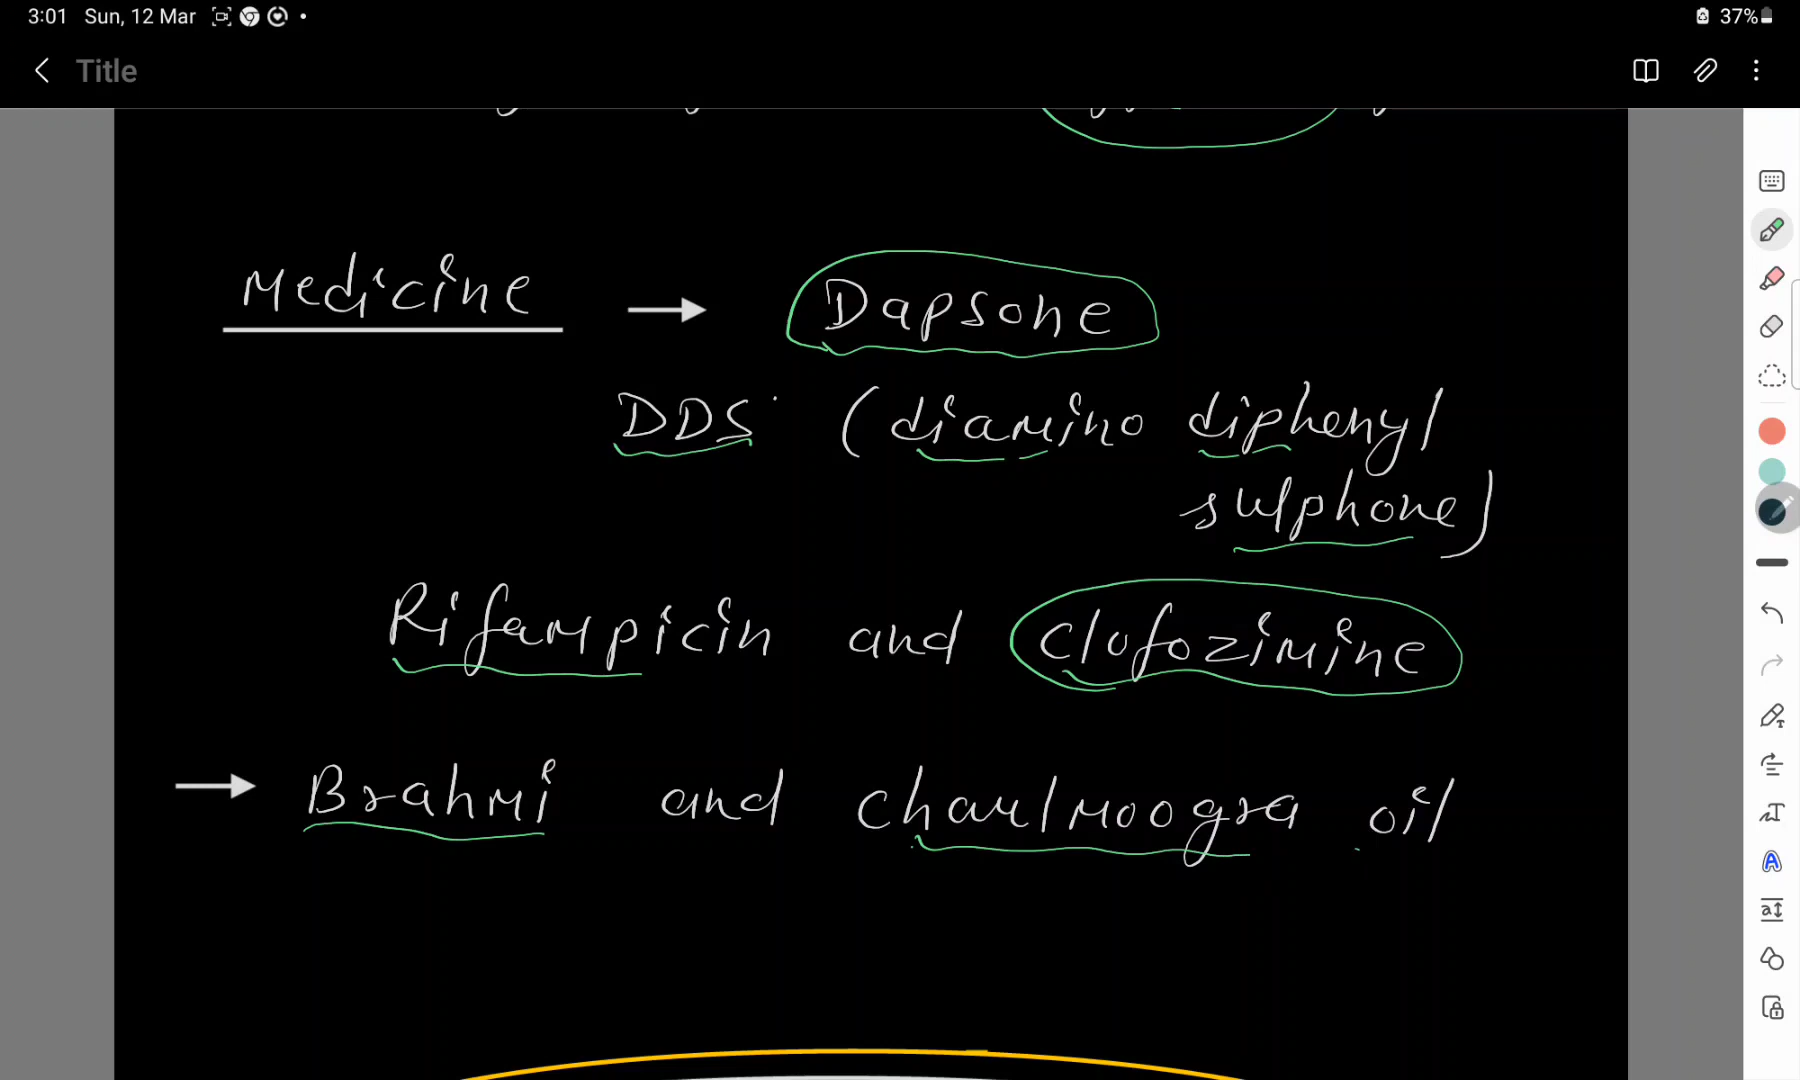 3:01 Sun, 12 Mar 37%
Title
Medicine → Dapsone
DDS (diamino diphenyl
sulphone)
Rifampicin and Clofozimine
→ Brahmi and Chaulmoogra oil